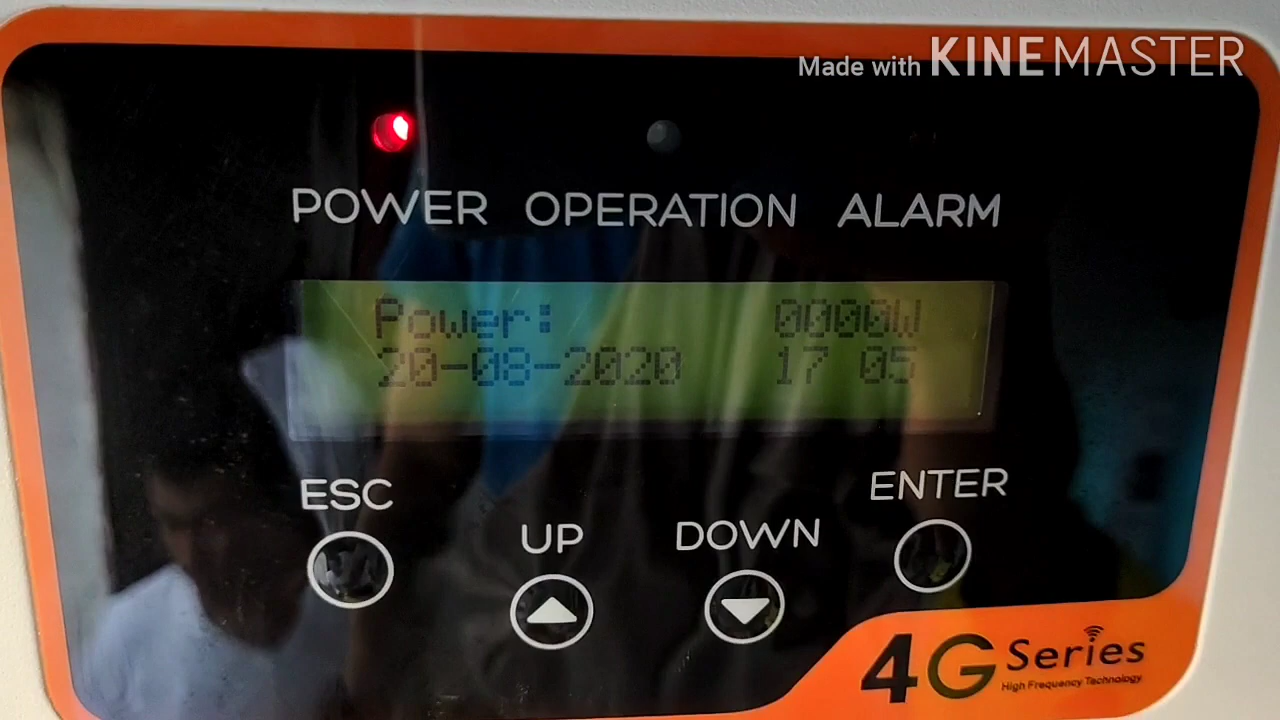 Made with KINEMASTER
POWER OPERATION ALARM
Power: 0000W
20-08-2020 17 05
ESC
ENTER
UP
DOWN
4G Series
High Frequency Technology